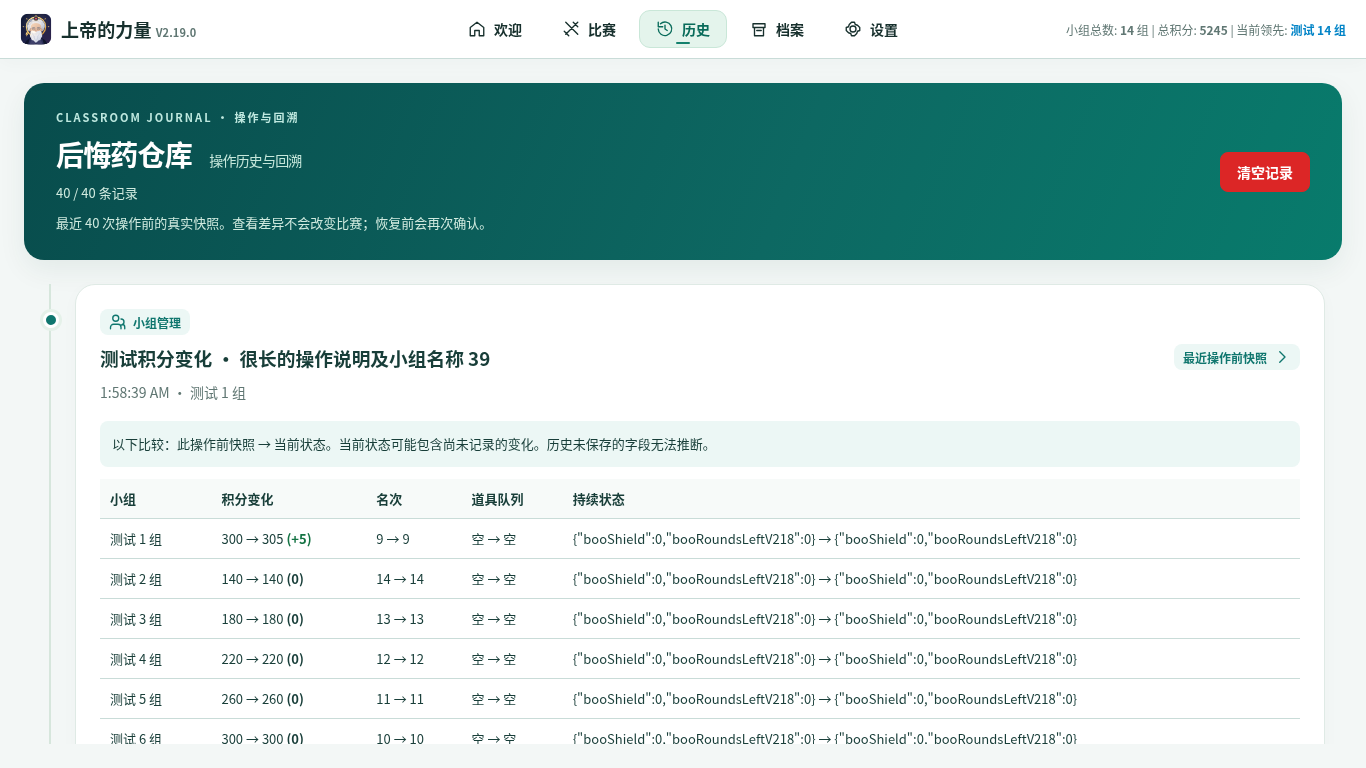 上帝的力量 V2.19.0
欢迎 比赛 历史 档案 设置
小组总数: 14 组 | 总积分: 5245 | 当前领先: 测试 14 组
CLASSROOM JOURNAL • 操作与回溯
后悔药仓库 操作历史与回溯
40 / 40 条记录
最近 40 次操作前的真实快照。查看差异不会改变比赛；恢复前会再次确认。
清空记录
小组管理
测试积分变化 • 很长的操作说明及小组名称 39
最近操作前快照
1:58:39 AM • 测试 1 组
以下比较：此操作前快照 → 当前状态。当前状态可能包含尚未记录的变化。历史未保存的字段无法推断。
小组 积分变化 名次 道具队列 持续状态
测试 1 组 300 → 305 (+5) 9 → 9 空 → 空 {"booShield":0,"booRoundsLeftV218":0} → {"booShield":0,"booRoundsLeftV218":0}
测试 2 组 140 → 140 (0) 14 → 14 空 → 空 {"booShield":0,"booRoundsLeftV218":0} → {"booShield":0,"booRoundsLeftV218":0}
测试 3 组 180 → 180 (0) 13 → 13 空 → 空 {"booShield":0,"booRoundsLeftV218":0} → {"booShield":0,"booRoundsLeftV218":0}
测试 4 组 220 → 220 (0) 12 → 12 空 → 空 {"booShield":0,"booRoundsLeftV218":0} → {"booShield":0,"booRoundsLeftV218":0}
测试 5 组 260 → 260 (0) 11 → 11 空 → 空 {"booShield":0,"booRoundsLeftV218":0} → {"booShield":0,"booRoundsLeftV218":0}
测试 6 组 300 → 300 (0) 10 → 10 空 → 空 {"booShield":0,"booRoundsLeftV218":0} → {"booShield":0,"booRoundsLeftV218":0}